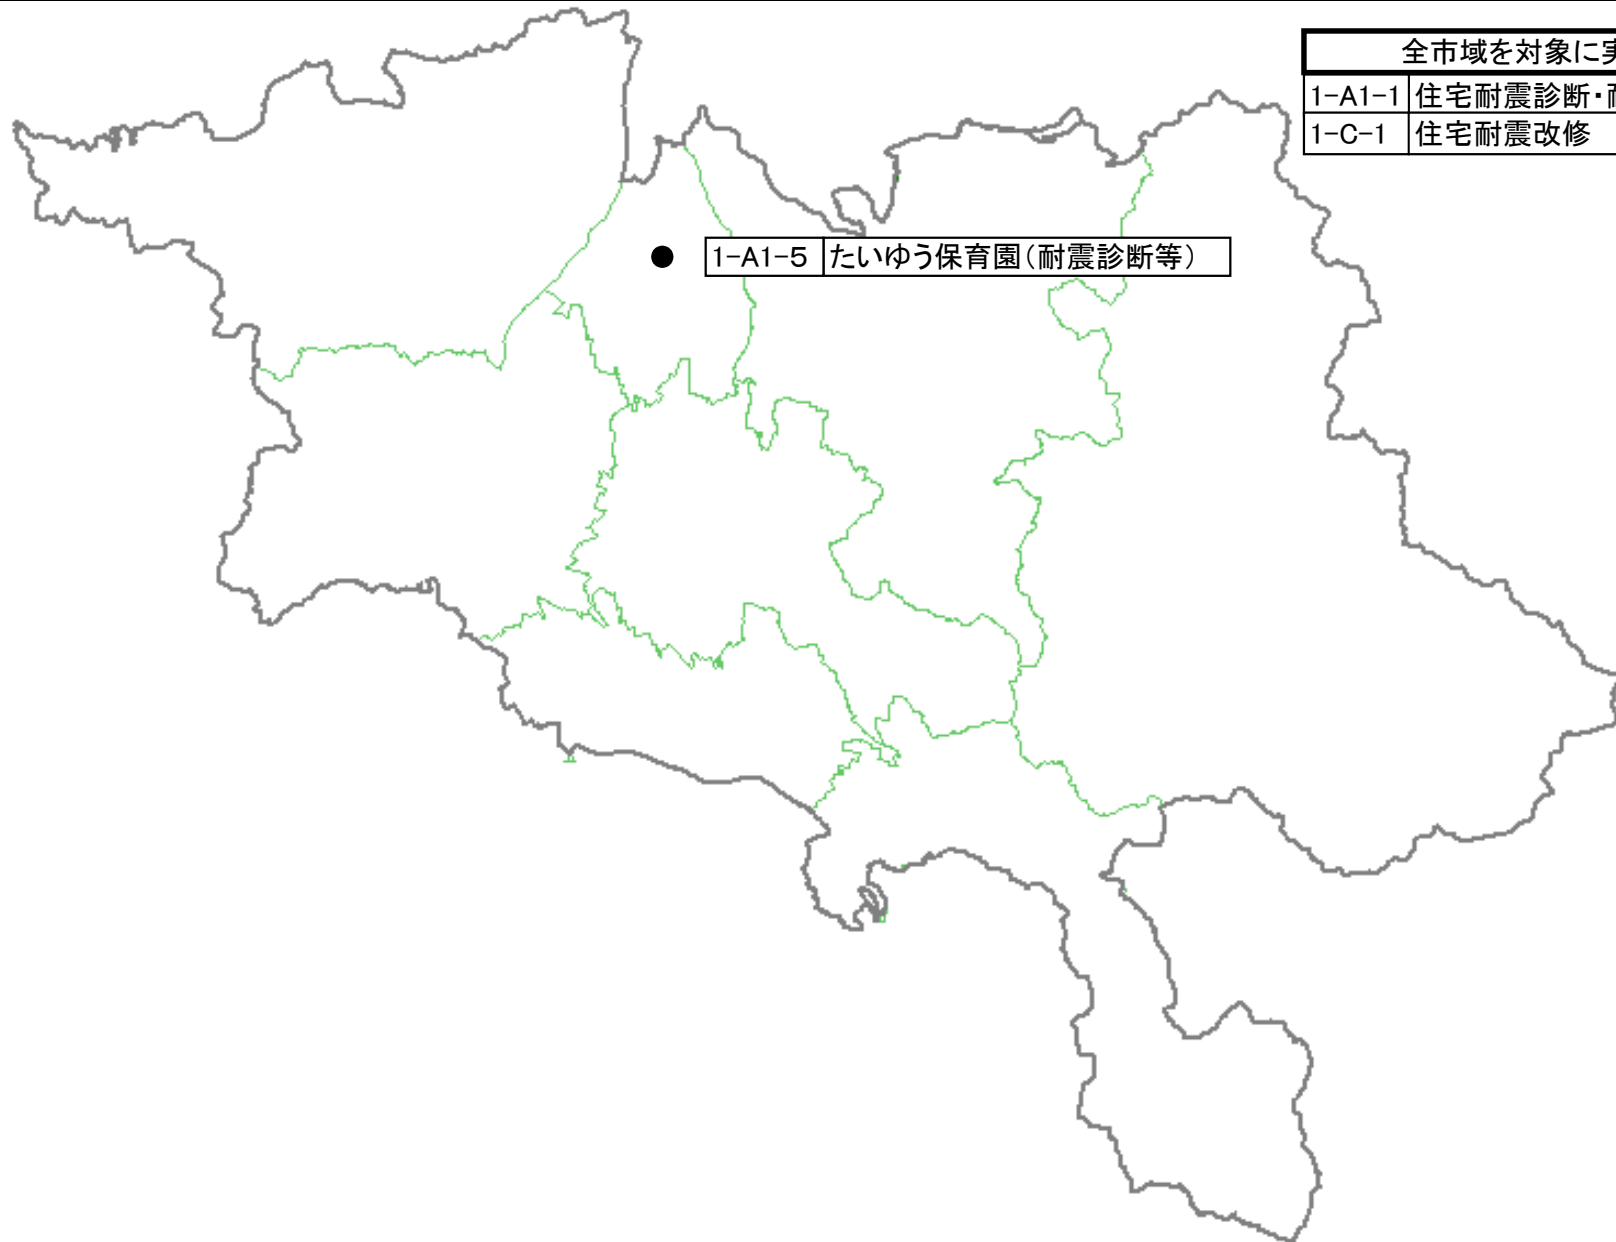 全市域を対象に実
1-A1-1 住宅耐震診断・耐
1-C-1 住宅耐震改修
1-A1-5 たいゆう保育園(耐震診断等)